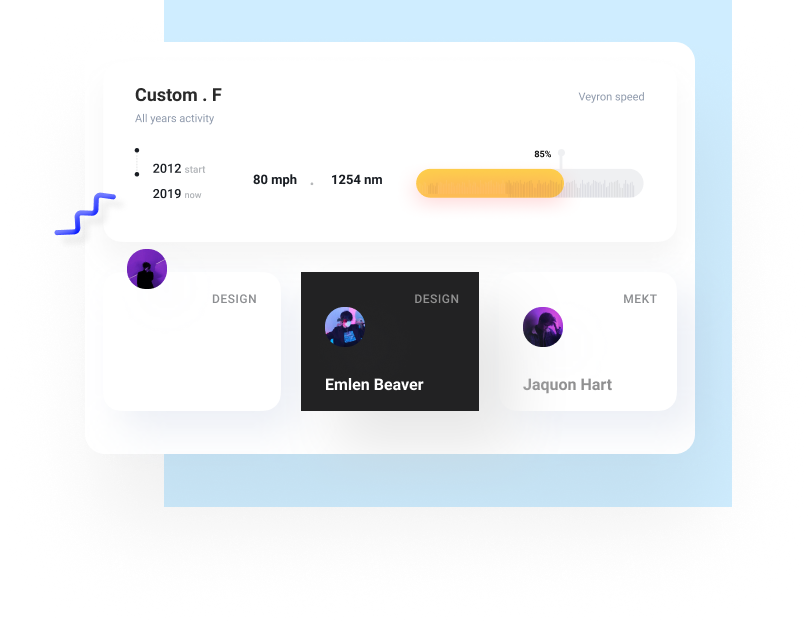 Custom . F
Veyron speed
All years activity
85%
2012 start
80 mph . 1254 nm
2019 now
DESIGN
DESIGN
MEKT
Emlen Beaver
Jaquon Hart